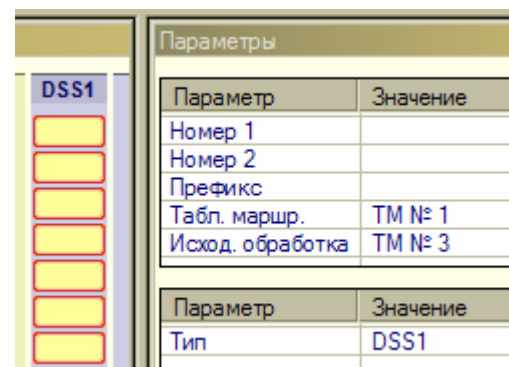 Параметры
DSS1
Параметр Значение
Номер 1
Номер 2
Префикс
Табл. маршр. ТМ № 1
Исход. обработка ТМ № 3
Параметр Значение
Тип DSS1